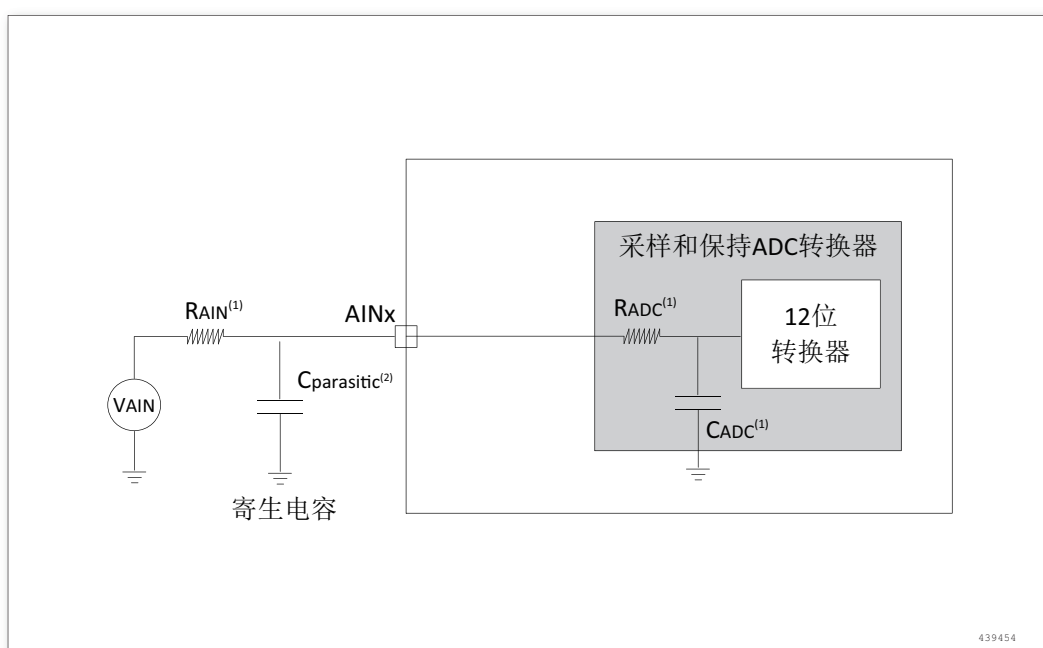 采样和保持ADC转换器
RAIN(1)
AINx
RADC(1)
12位
转换器
Cparasitic(2)
VAIN
CADC(1)
寄生电容
439454